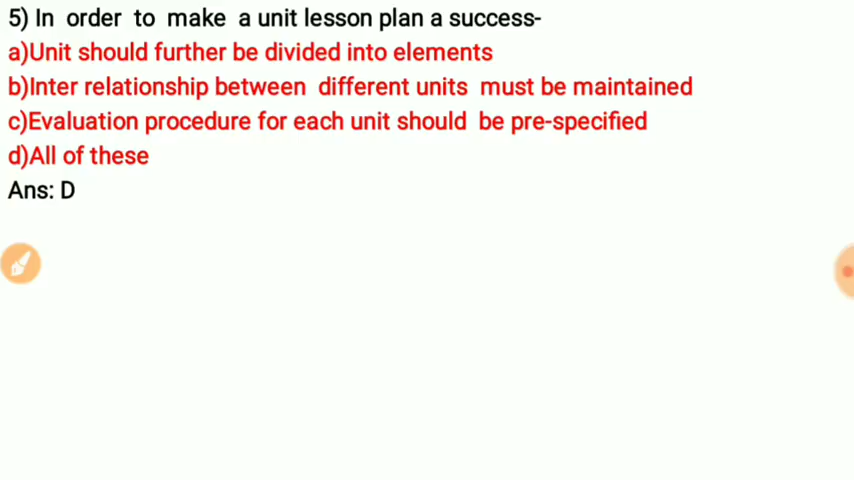 5) In order to make a unit lesson plan a success-
a)Unit should further be divided into elements
b)Inter relationship between different units must be maintained
c)Evaluation procedure for each unit should be pre-specified
d)All of these
Ans: D